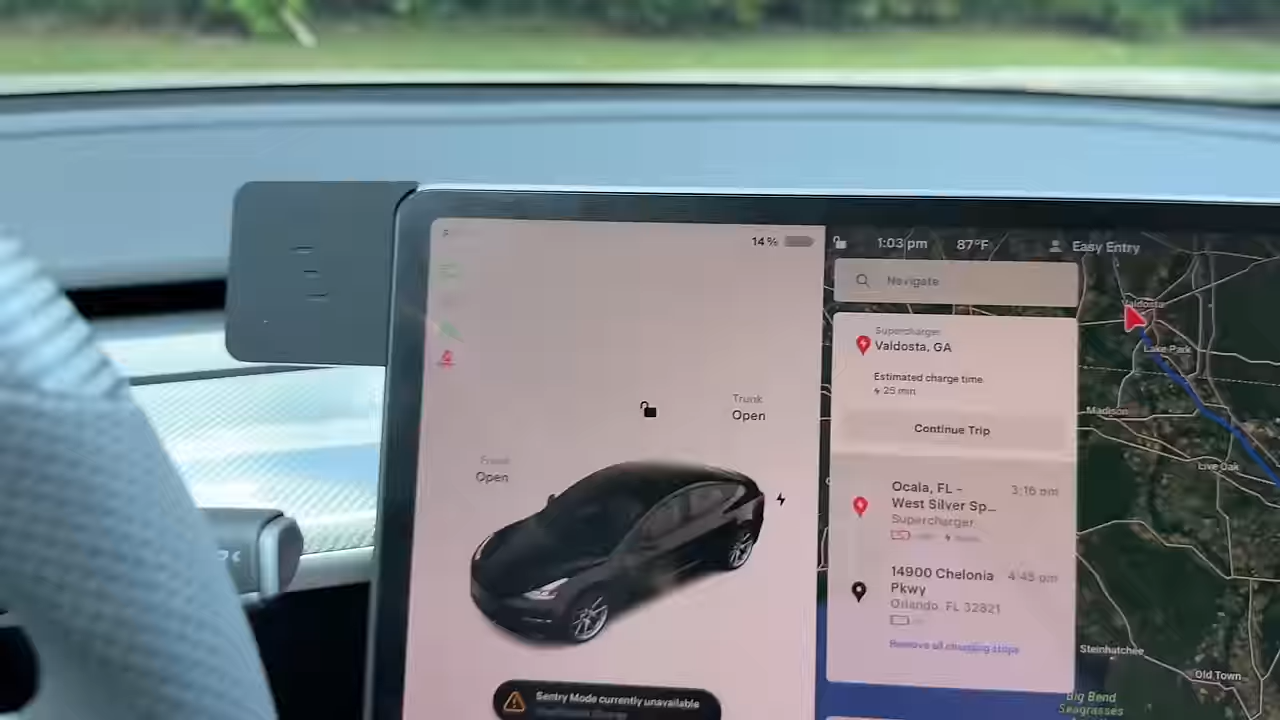 14%
1:03 pm
87°F
Easy Entry
Navigate
Supercharger
Valdosta, GA
Estimated charge time
25 min
Continue Trip
Ocala, FL -
West Silver Sp...
Supercharger
3:16 pm
14900 Chelonia
Pkwy
Orlando, FL 32821
4:45 pm
Remove all charging stops
Trunk
Open
Frunk
Open
Sentry Mode currently unavailable
Valdosta
Lake Park
Madison
Live Oak
Steinhatchee
Old Town
Big Bend
Seagrasses